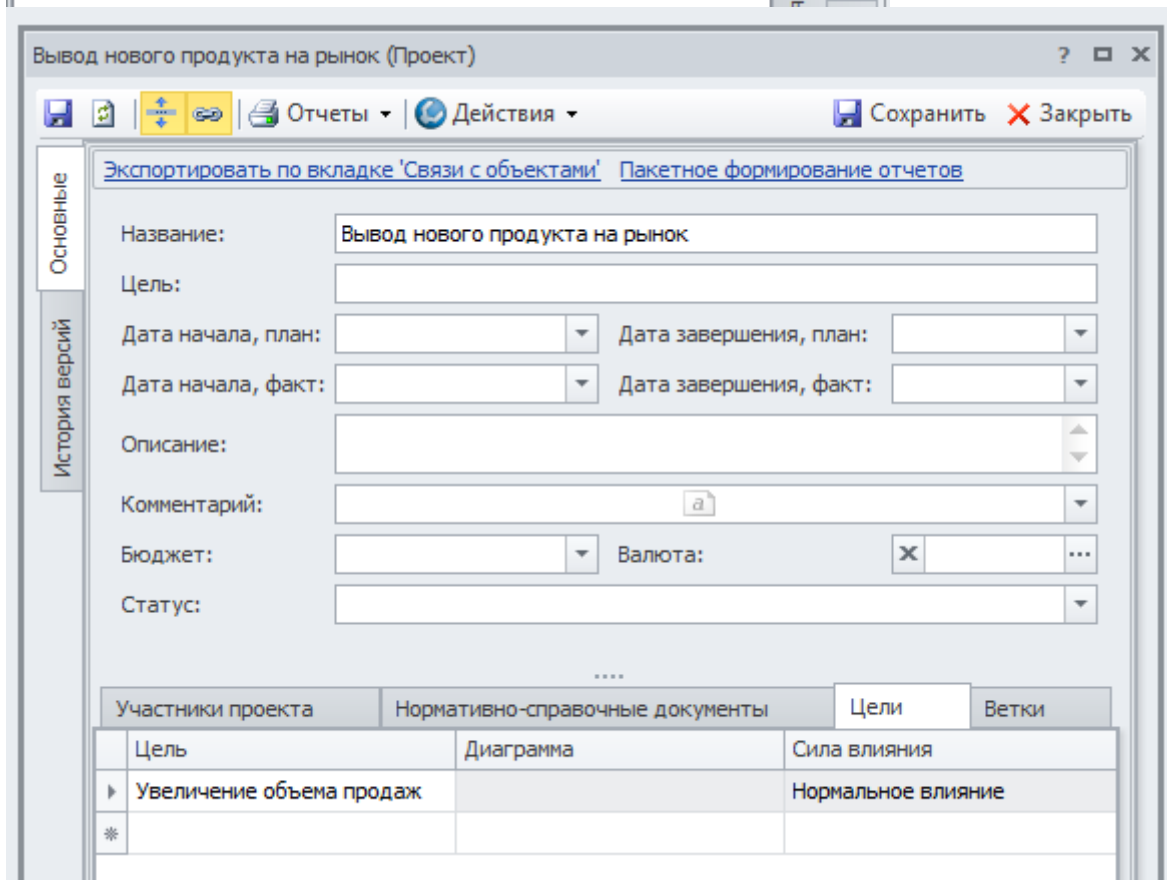 Вывод нового продукта на рынок (Проект)
Отчеты Действия Сохранить Закрыть
Основные
История версий
Экспортировать по вкладке 'Связи с объектами' Пакетное формирование отчетов
Название: Вывод нового продукта на рынок
Цель:
Дата начала, план: Дата завершения, план:
Дата начала, факт: Дата завершения, факт:
Описание:
Комментарий: a
Бюджет: Валюта:
Статус:
Участники проекта Нормативно-справочные документы Цели Ветки
Цель Диаграмма Сила влияния
Увеличение объема продаж Нормальное влияние